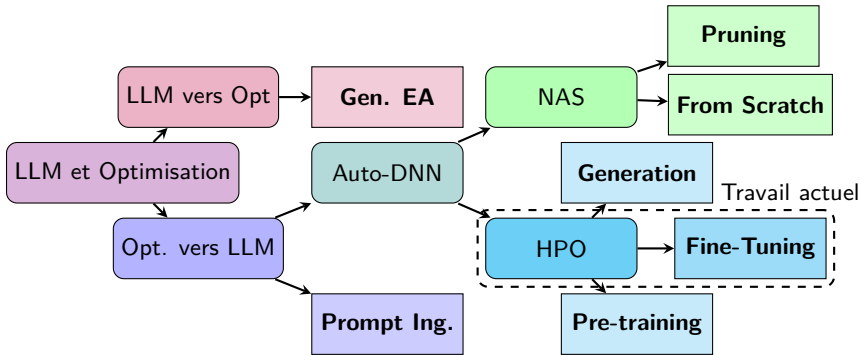 Pruning
LLM vers Opt
Gen. EA
NAS
From Scratch
LLM et Optimisation
Auto-DNN
Generation
Travail actuel
Opt. vers LLM
HPO
Fine-Tuning
Prompt Ing.
Pre-training